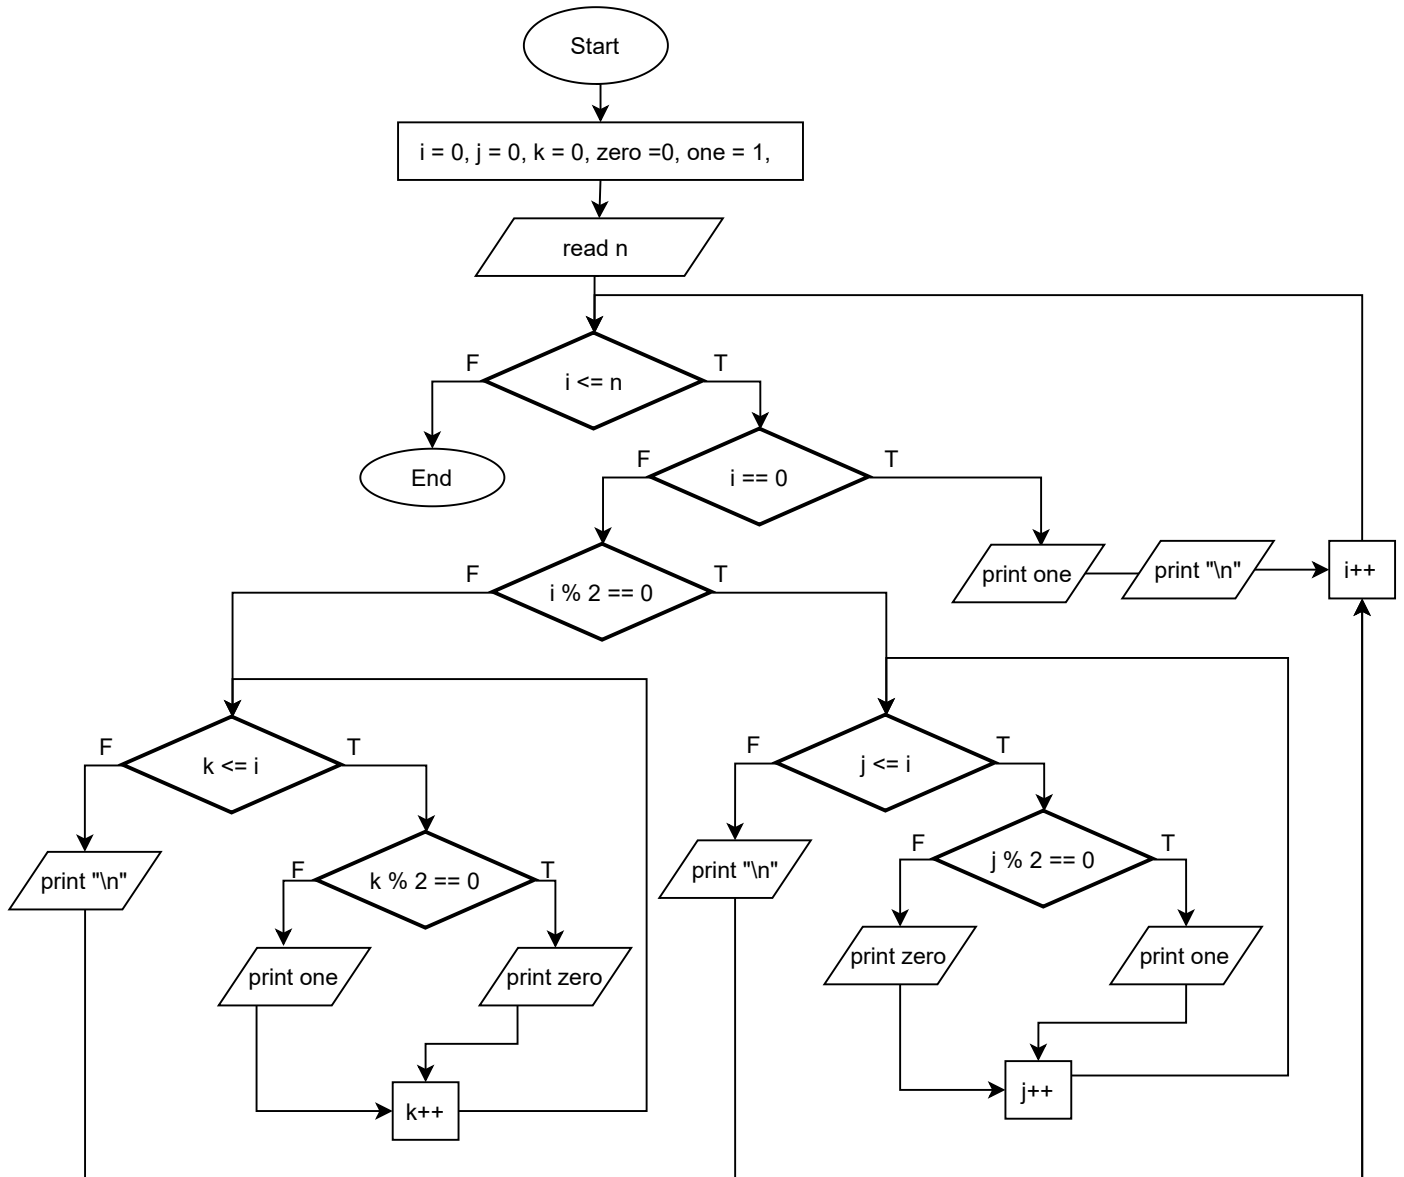 Start
i = 0, j = 0, k = 0, zero =0, one = 1,
read n
F
T
i <= n
End
F
T
i == 0
F
T
i % 2 == 0
print one
print "\n"
i++
F
T
k <= i
F
T
j <= i
print "\n"
F
T
k % 2 == 0
print "\n"
F
T
j % 2 == 0
print one
print zero
print zero
print one
k++
j++